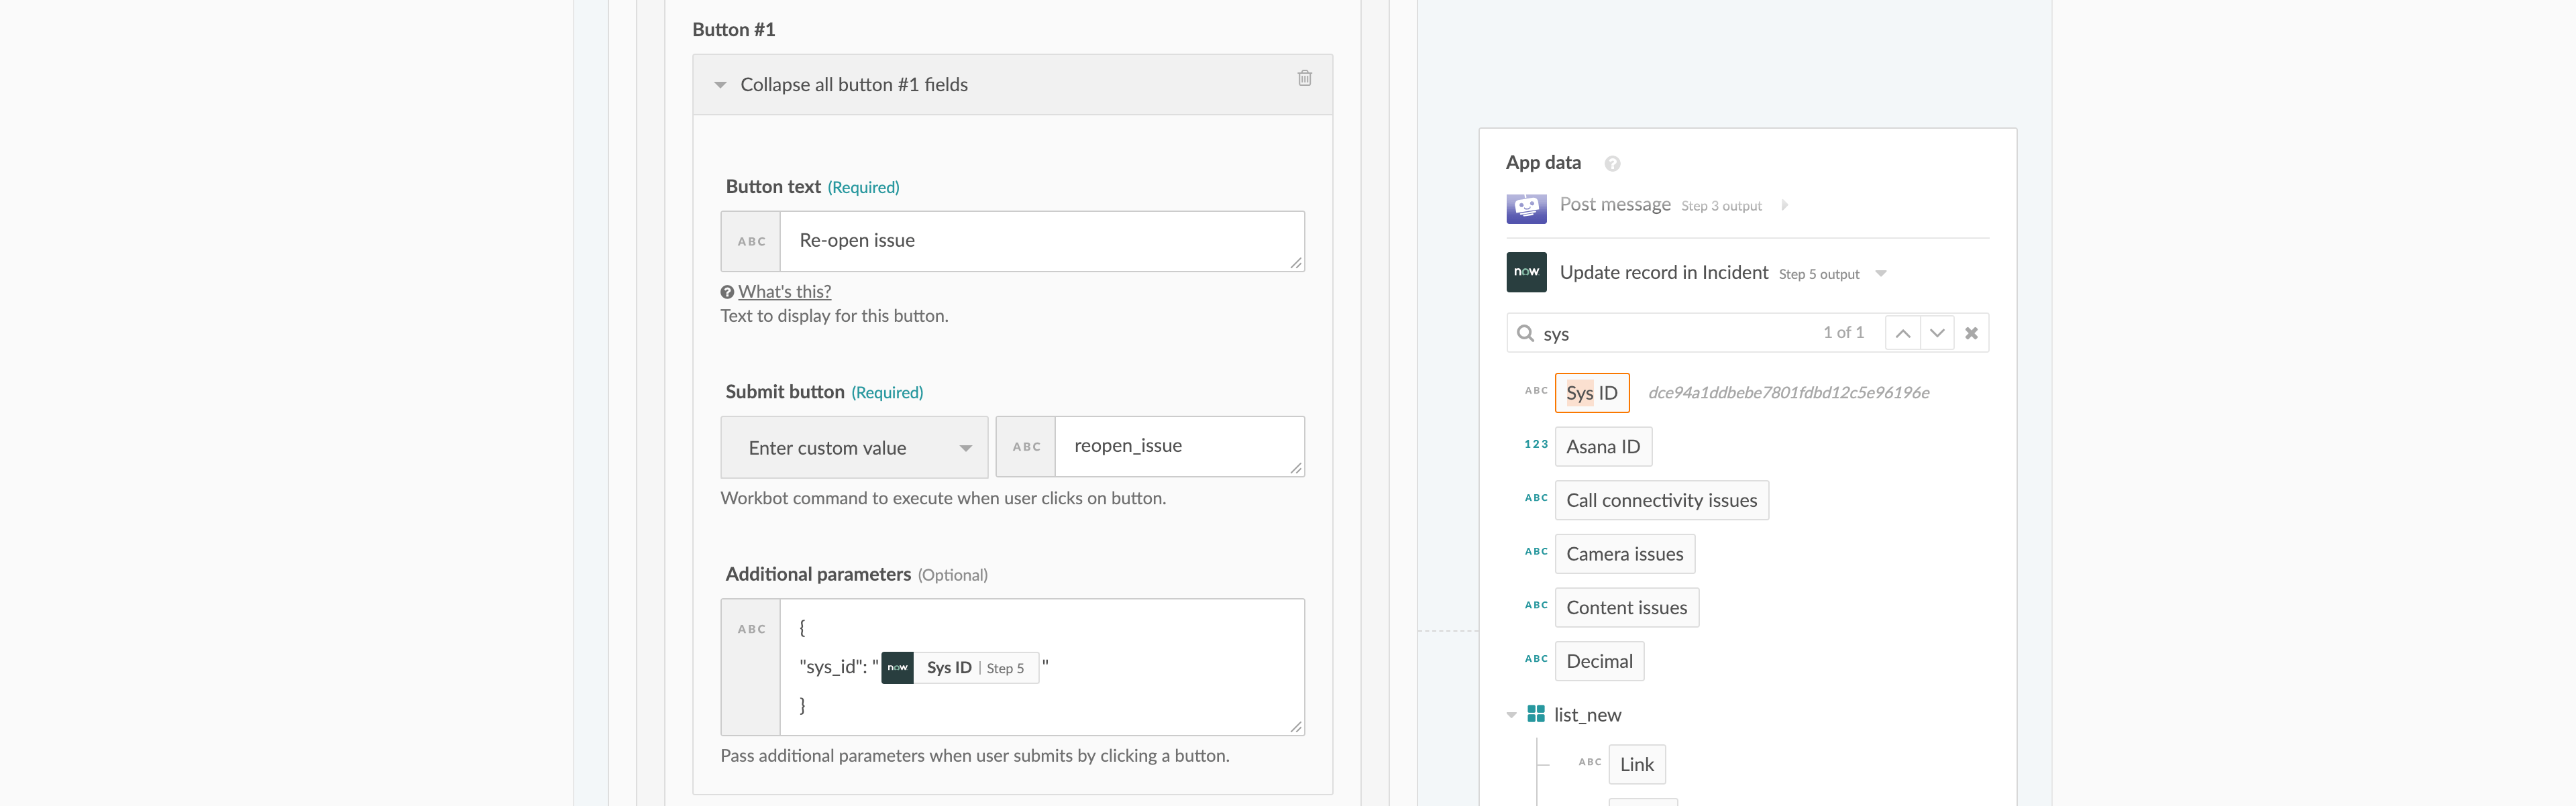 Button #1
Collapse all button #1 fields
Button text (Required)
ABC Re-open issue
What's this?
Text to display for this button.
Submit button (Required)
Enter custom value ABC reopen_issue
Workbot command to execute when user clicks on button.
Additional parameters (Optional)
ABC {
"sys_id": " now Sys ID | Step 5 "
}
Pass additional parameters when user submits by clicking a button.
App data
Post message Step 3 output
now Update record in Incident Step 5 output
sys 1 of 1
ABC Sys ID dce94a1ddbebe7801fdbd12c5e96196e
123 Asana ID
ABC Call connectivity issues
ABC Camera issues
ABC Content issues
ABC Decimal
list_new
ABC Link